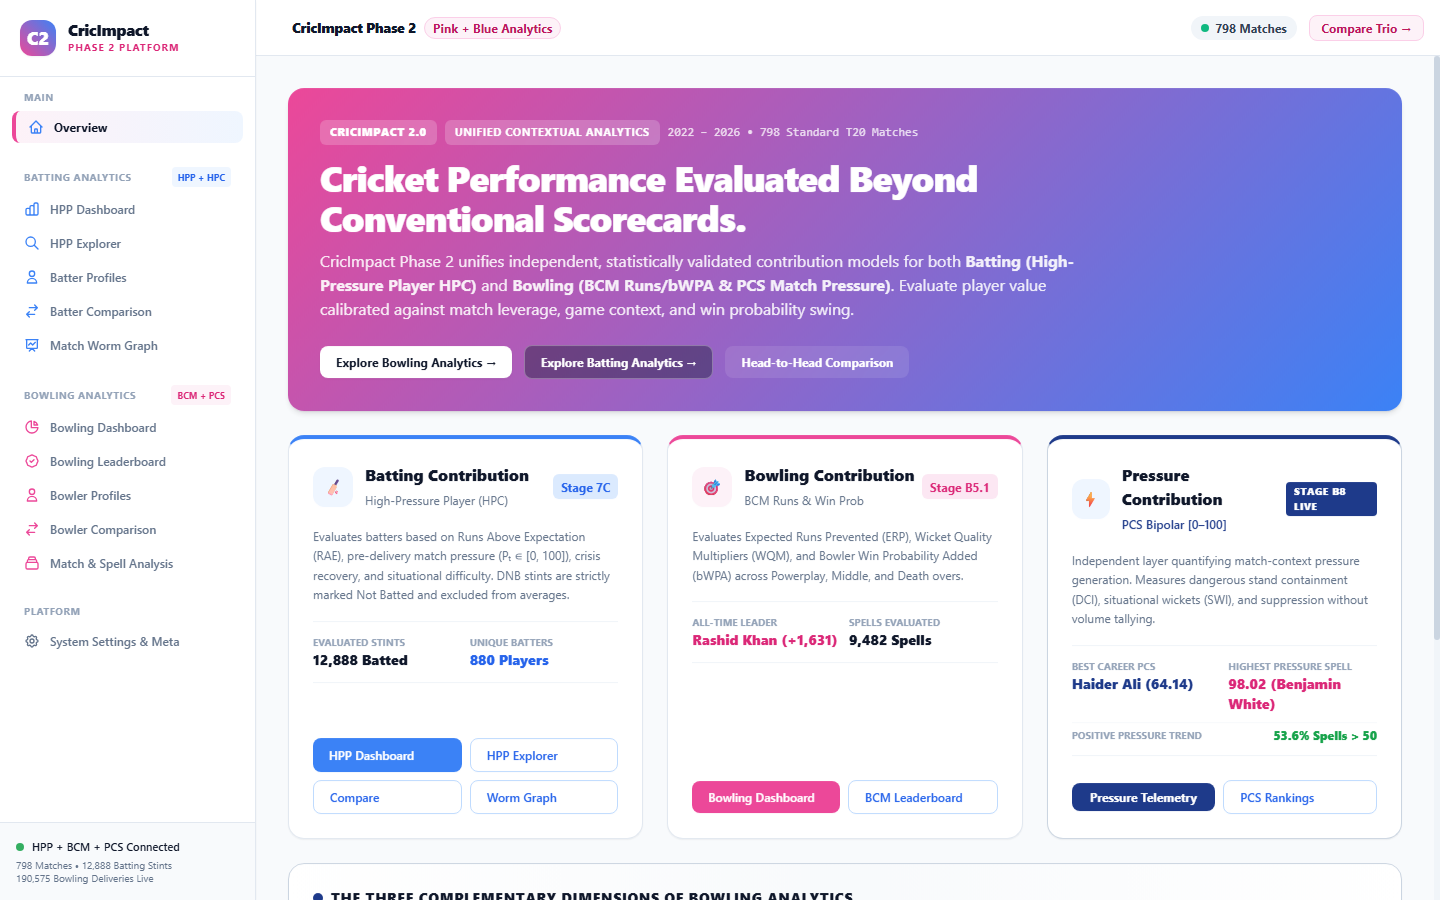 C2
CricImpact
PHASE 2 PLATFORM
MAIN
Overview
BATTING ANALYTICS
HPP + HPC
HPP Dashboard
HPP Explorer
Batter Profiles
Batter Comparison
Match Worm Graph
BOWLING ANALYTICS
BCM + PCS
Bowling Dashboard
Bowling Leaderboard
Bowler Profiles
Bowler Comparison
Match & Spell Analysis
PLATFORM
System Settings & Meta
HPP + BCM + PCS Connected
798 Matches • 12,888 Batting Stints
190,575 Bowling Deliveries Live
CricImpact Phase 2
Pink + Blue Analytics
798 Matches
Compare Trio →
CRICIMPACT 2.0
UNIFIED CONTEXTUAL ANALYTICS
2022 – 2026 • 798 Standard T20 Matches
Cricket Performance Evaluated Beyond
Conventional Scorecards.
CricImpact Phase 2 unifies independent, statistically validated contribution models for both Batting (High-
Pressure Player HPC) and Bowling (BCM Runs/bWPA & PCS Match Pressure). Evaluate player value
calibrated against match leverage, game context, and win probability swing.
Explore Bowling Analytics →
Explore Batting Analytics →
Head-to-Head Comparison
Batting Contribution
High-Pressure Player (HPC)
Stage 7C
Evaluates batters based on Runs Above Expectation
(RAE), pre-delivery match pressure (Pₜ ∈ [0, 100]), crisis
recovery, and situational difficulty. DNB stints are strictly
marked Not Batted and excluded from averages.
EVALUATED STINTS
12,888 Batted
UNIQUE BATTERS
880 Players
HPP Dashboard
HPP Explorer
Compare
Worm Graph
Bowling Contribution
BCM Runs & Win Prob
Stage B5.1
Evaluates Expected Runs Prevented (ERP), Wicket Quality
Multipliers (WQM), and Bowler Win Probability Added
(bWPA) across Powerplay, Middle, and Death overs.
ALL-TIME LEADER
Rashid Khan (+1,631)
SPELLS EVALUATED
9,482 Spells
Bowling Dashboard
BCM Leaderboard
Pressure
Contribution
PCS Bipolar [0–100]
STAGE B8
LIVE
Independent layer quantifying match-context pressure
generation. Measures dangerous stand containment
(DCI), situational wickets (SWI), and suppression without
volume tallying.
BEST CAREER PCS
Haider Ali (64.14)
HIGHEST PRESSURE SPELL
98.02 (Benjamin
White)
POSITIVE PRESSURE TREND
53.6% Spells > 50
Pressure Telemetry
PCS Rankings
THE THREE COMPLEMENTARY DIMENSIONS OF BOWLING ANALYTICS